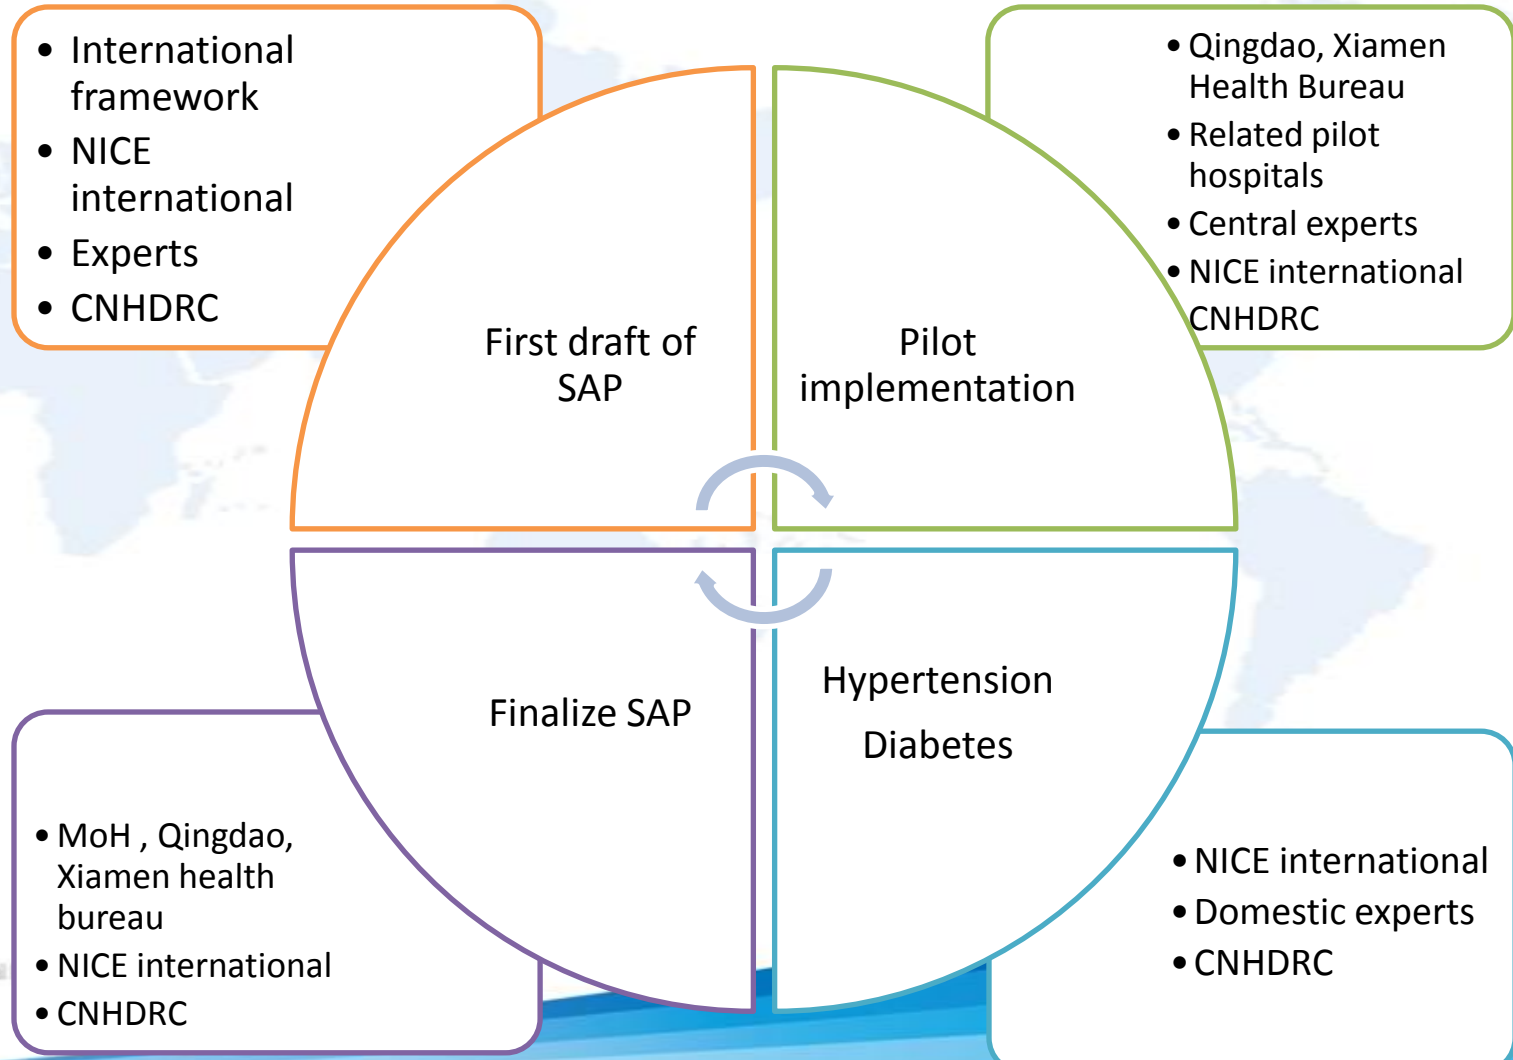 • International
framework
• NICE
international
• Experts
• CNHDRC
• Qingdao, Xiamen
Health Bureau
• Related pilot
hospitals
• Central experts
• NICE international
CNHDRC
First draft of
SAP
Pilot
implementation
Finalize SAP
Hypertension
Diabetes
• MoH , Qingdao,
Xiamen health
bureau
• NICE international
• CNHDRC
• NICE international
• Domestic experts
• CNHDRC